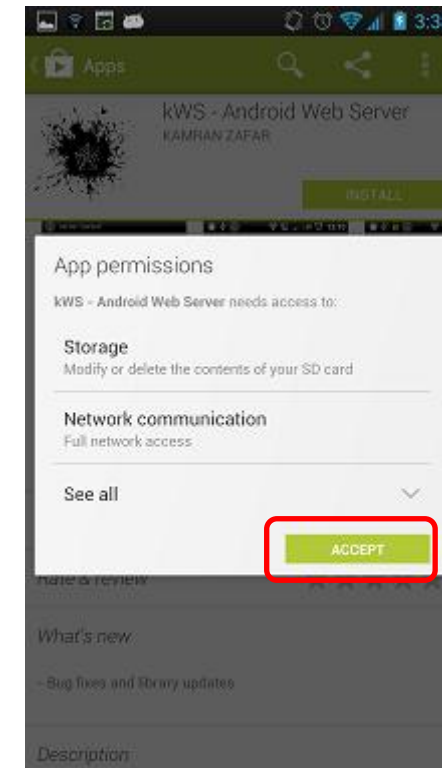 3:3
Apps
kWS - Android Web Server
KAMRAN ZAFAR
INSTALL
App permissions
kWS - Android Web Server needs access to:
Storage
Modify or delete the contents of your SD card
Network communication
Full network access
See all
ACCEPT
Rate & review
What's new
- Bug fixes and library updates
Description